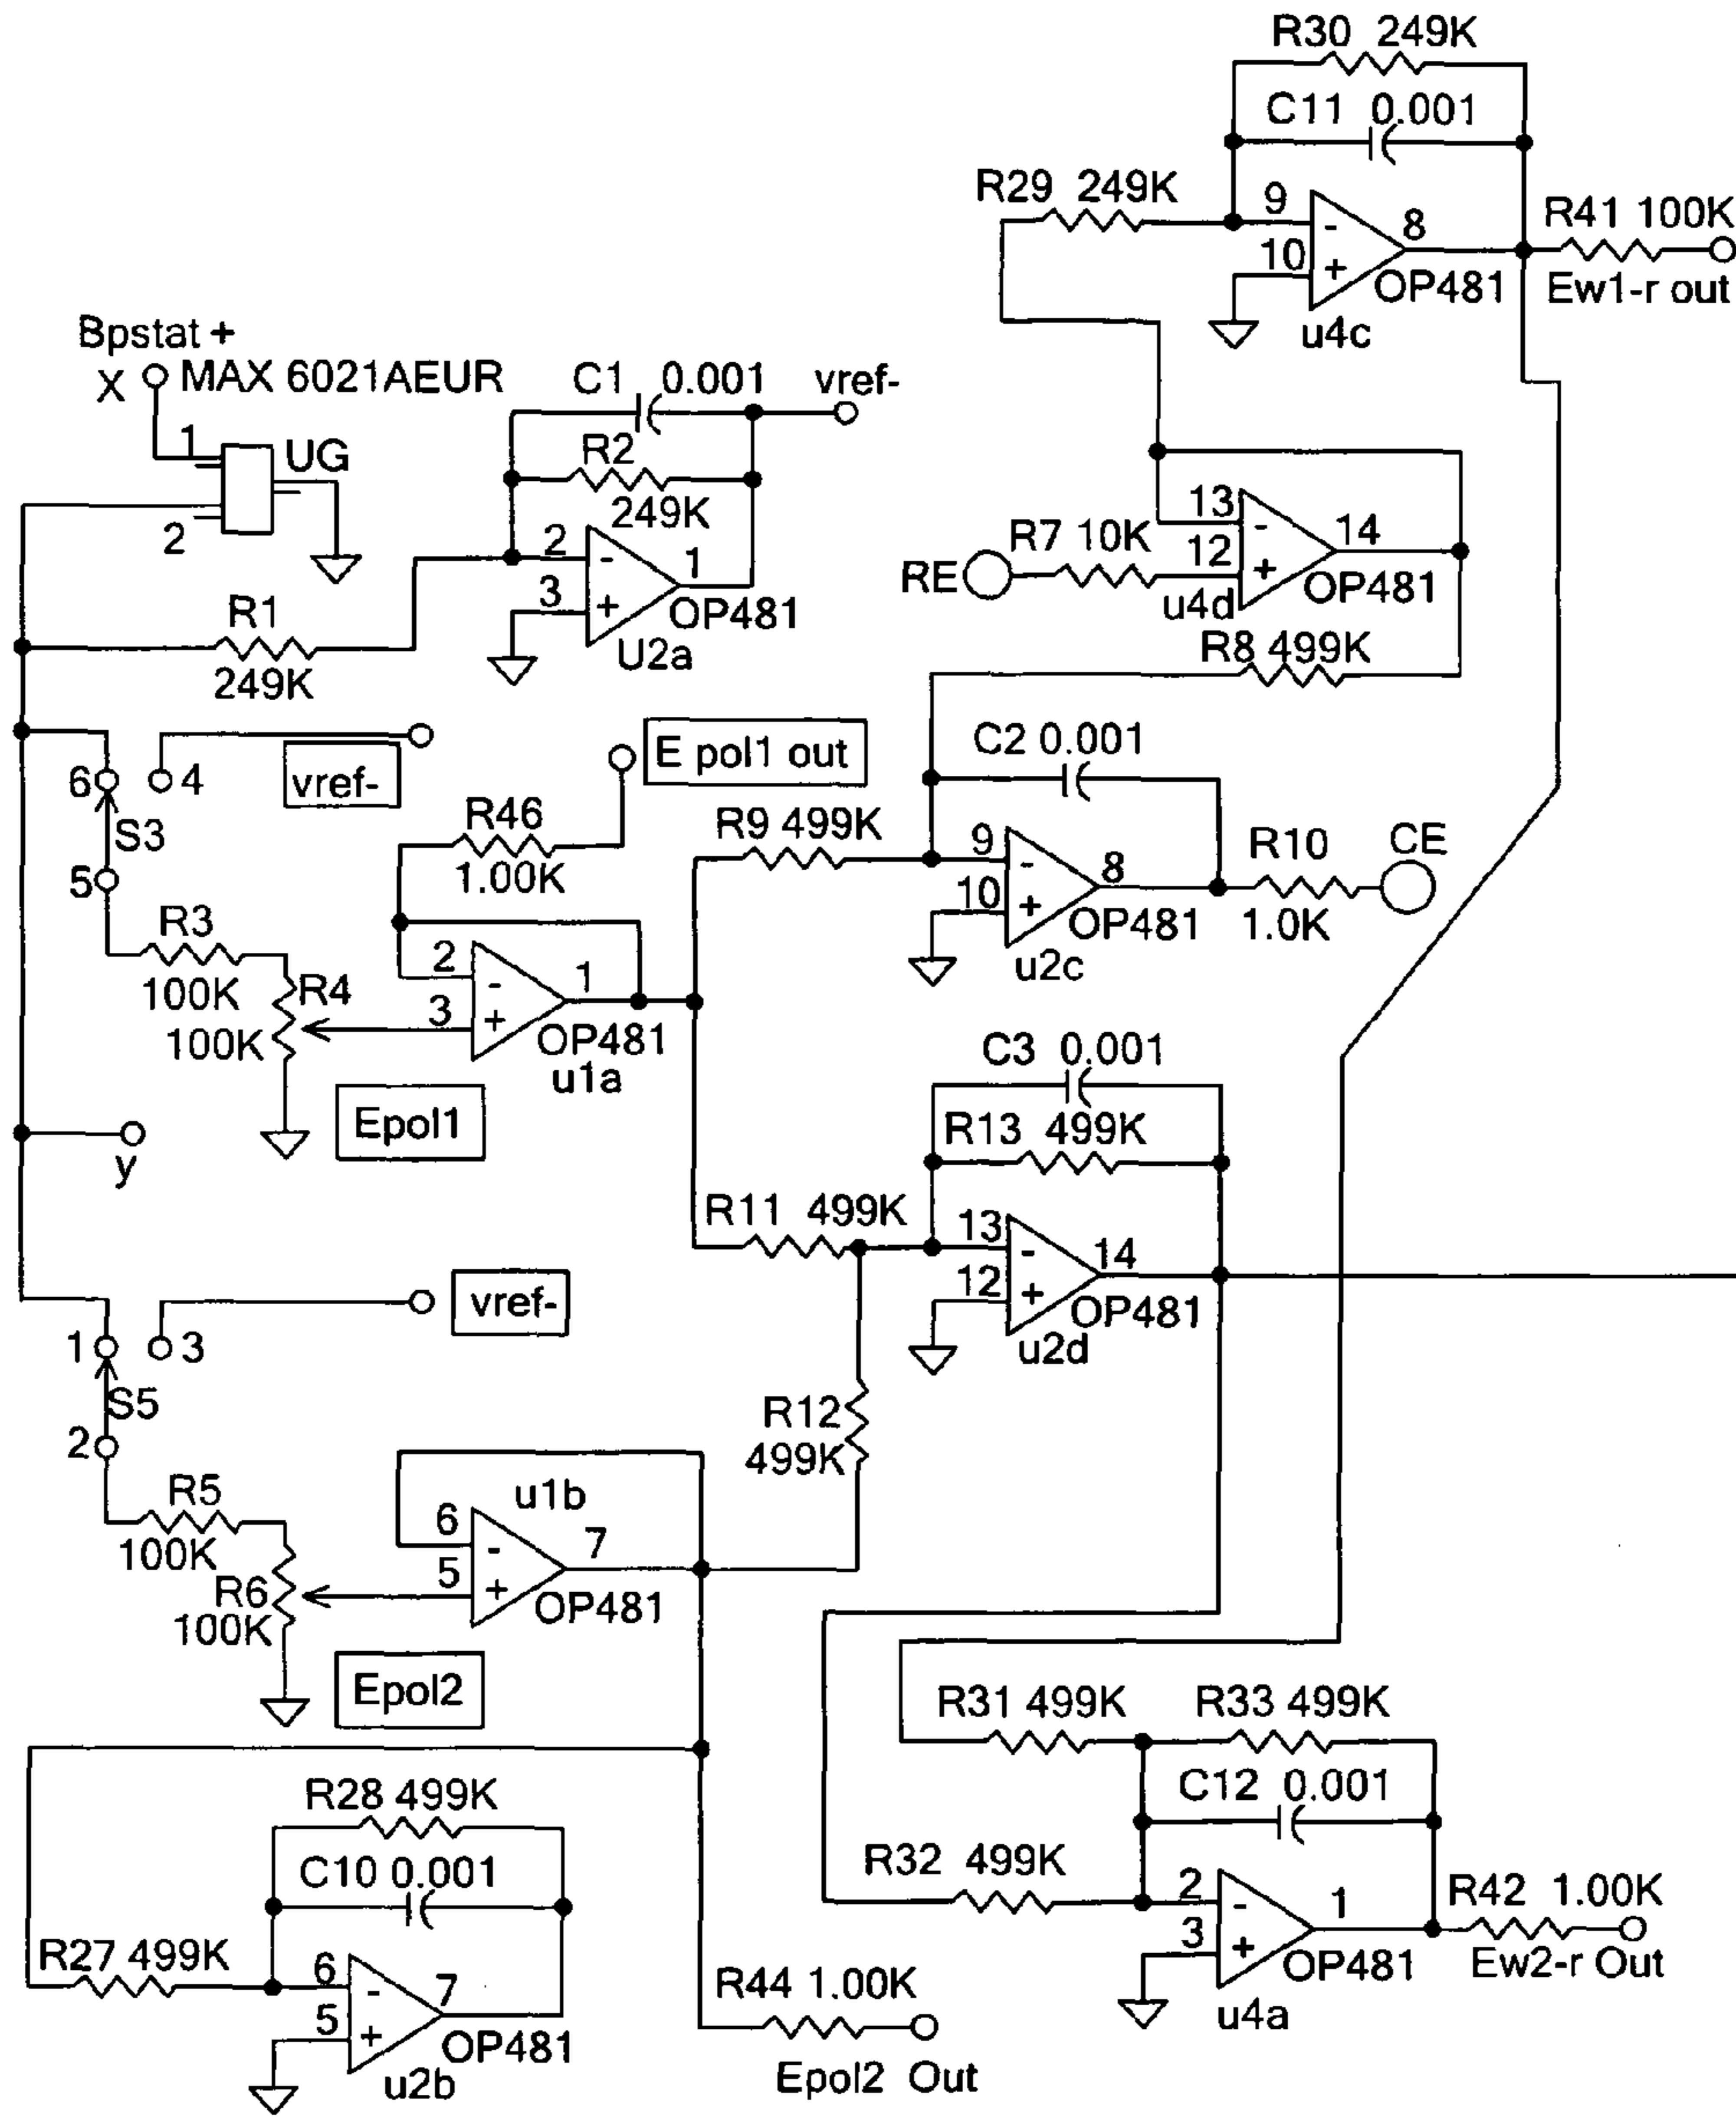 R30 249K
C11 0.001
R29 249K
9
8
10
-
+
R41 100K
OP481
Ew1-r out
u4c
Bpstat +
X
MAX 6021AEUR
1
UG
2
C1 0.001
vref-
R2
249K
2
1
3
-
+
OP481
U2a
R1
249K
13
14
12
-
+
R7 10K
RE
OP481
u4d
R8 499K
6
4
vref-
S3
5
E pol1 out
R46
1.00K
R9 499K
C2 0.001
9
8
10
-
+
R10
CE
OP481
1.0K
u2c
R3
100K
R4
100K
2
1
3
-
+
OP481
u1a
Epol1
y
C3 0.001
R13 499K
R11 499K
13
14
12
-
+
OP481
u2d
vref-
1
3
S5
2
R12
499K
R5
100K
R6
100K
u1b
6
7
5
-
+
OP481
Epol2
R31 499K
R33 499K
C12 0.001
R32 499K
2
1
3
-
+
R42 1.00K
OP481
Ew2-r Out
u4a
R28 499K
C10 0.001
R27 499K
6
7
5
-
+
OP481
u2b
R44 1.00K
Epol2 Out